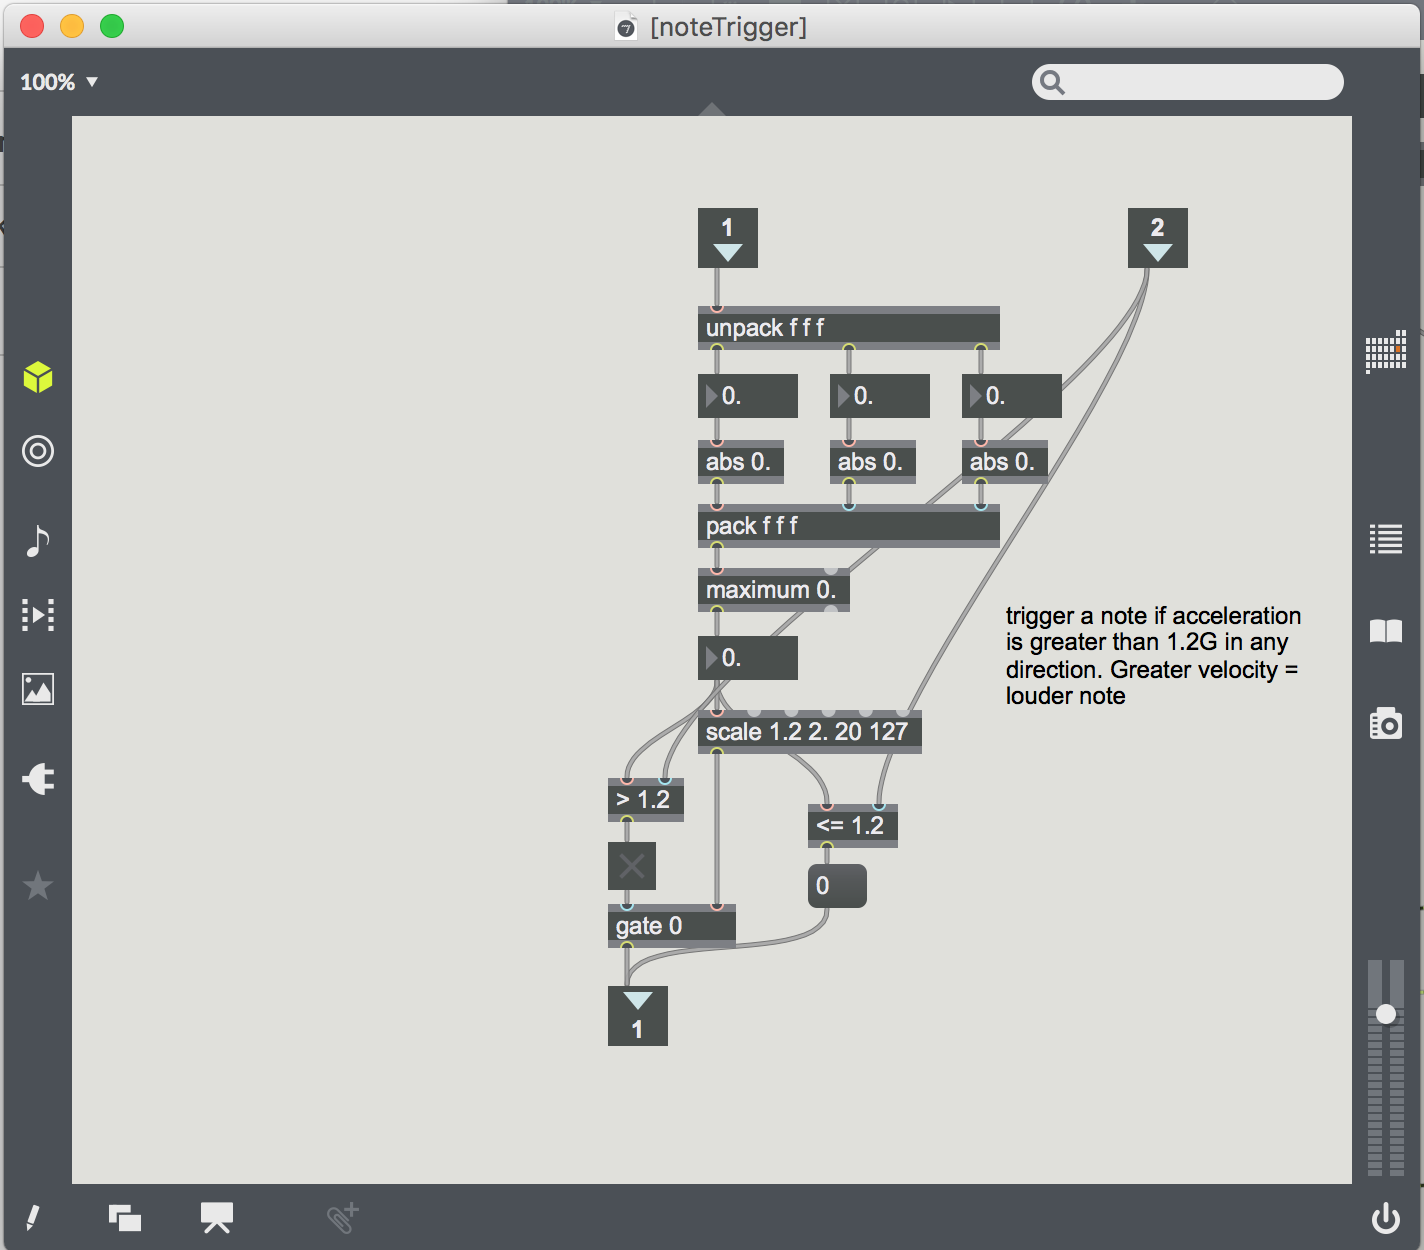 [noteTrigger]
100%
1
2
unpack f f f
0.
0.
0.
abs 0.
abs 0.
abs 0.
pack f f f
maximum 0.
trigger a note if acceleration
is greater than 1.2G in any
direction. Greater velocity =
louder note
0.
scale 1.2 2. 20 127
> 1.2
<= 1.2
0
gate 0
1